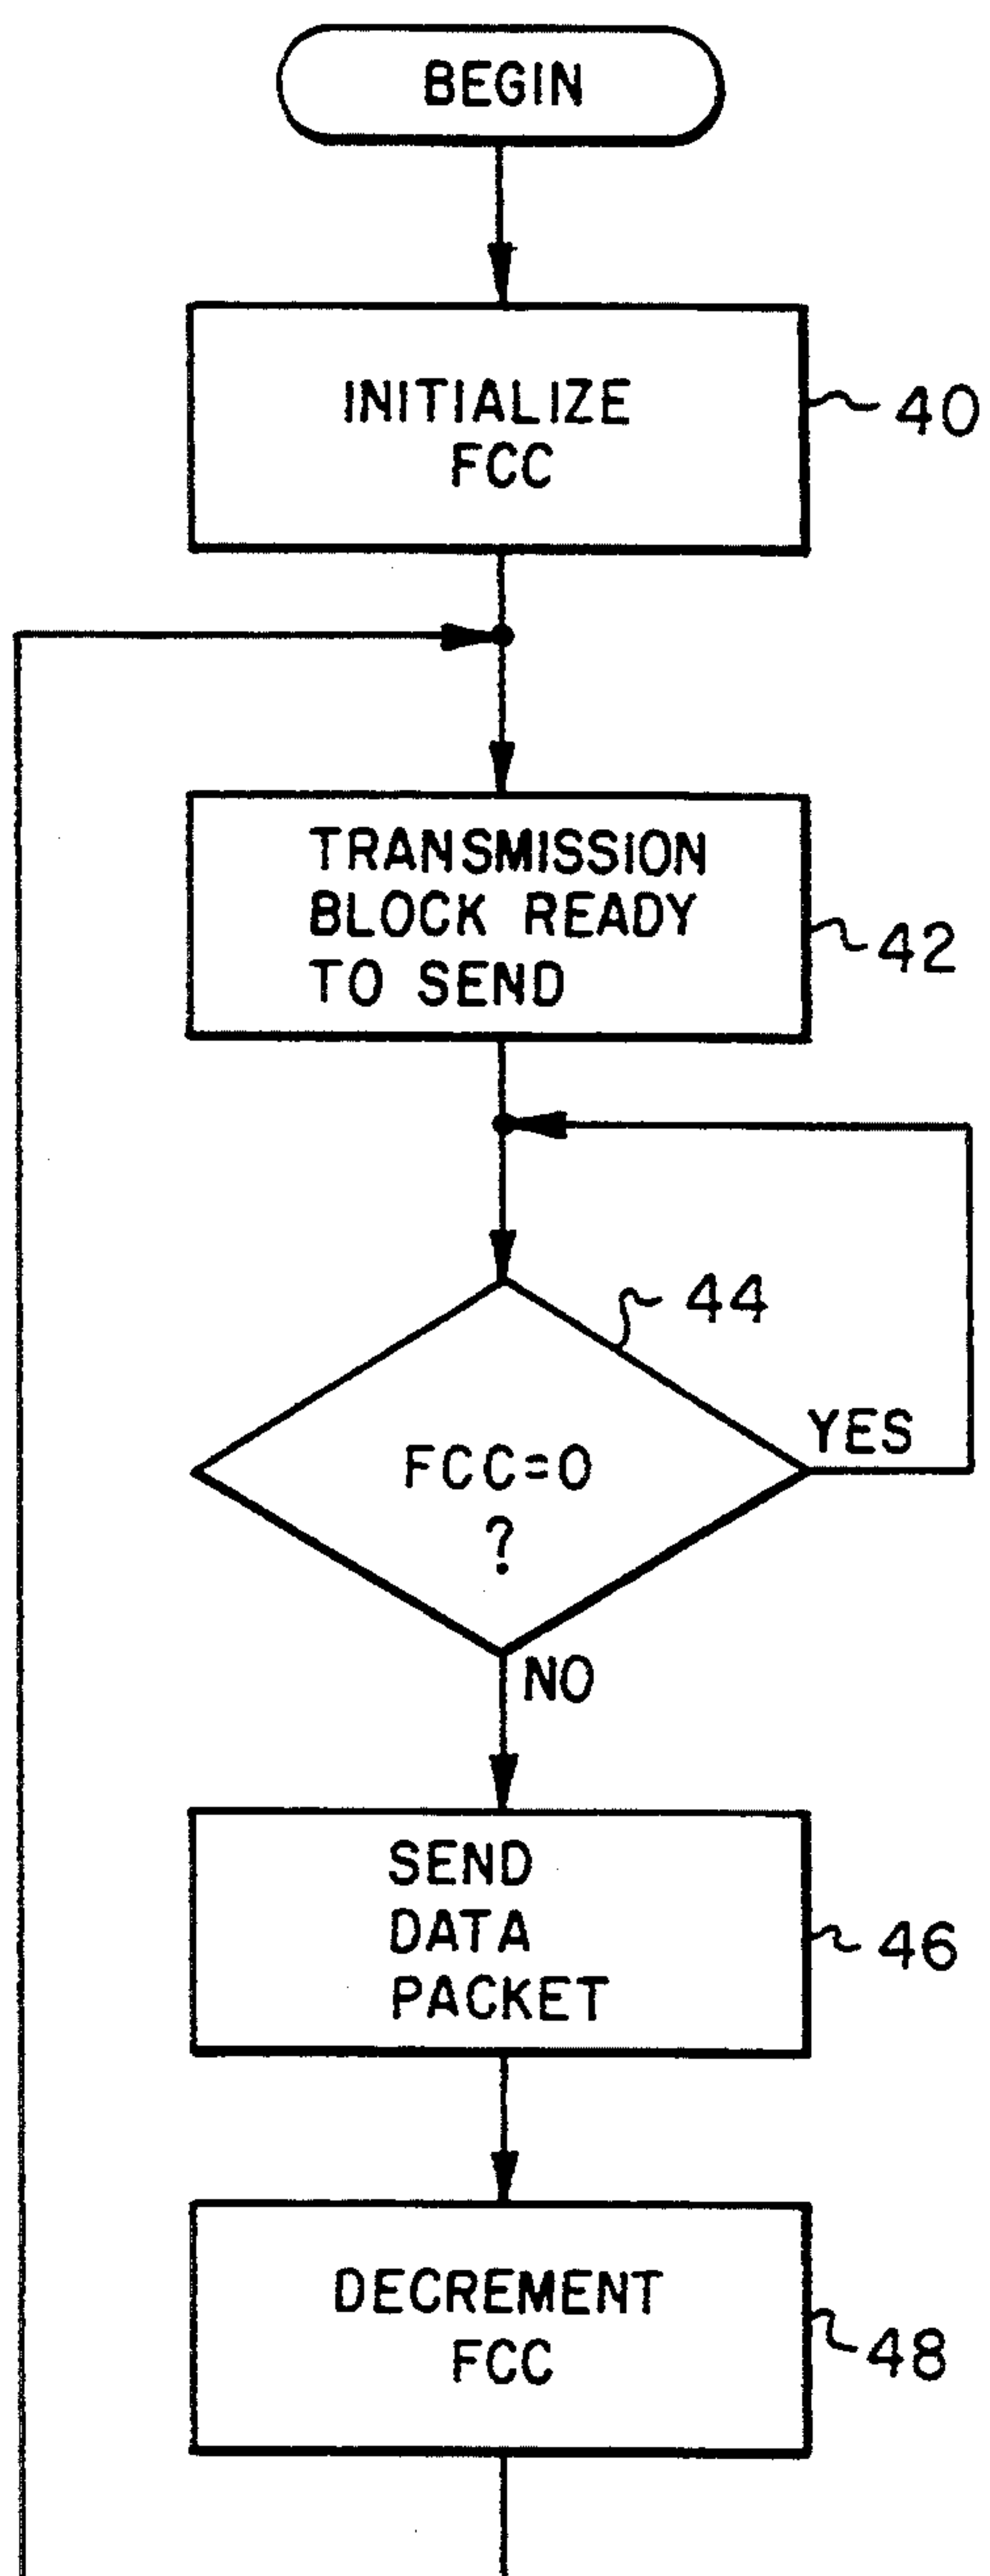 BEGIN
INITIALIZE
FCC
40
TRANSMISSION
BLOCK READY
TO SEND
42
44
FCC=0
?
YES
NO
SEND
DATA
PACKET
46
DECREMENT
FCC
48